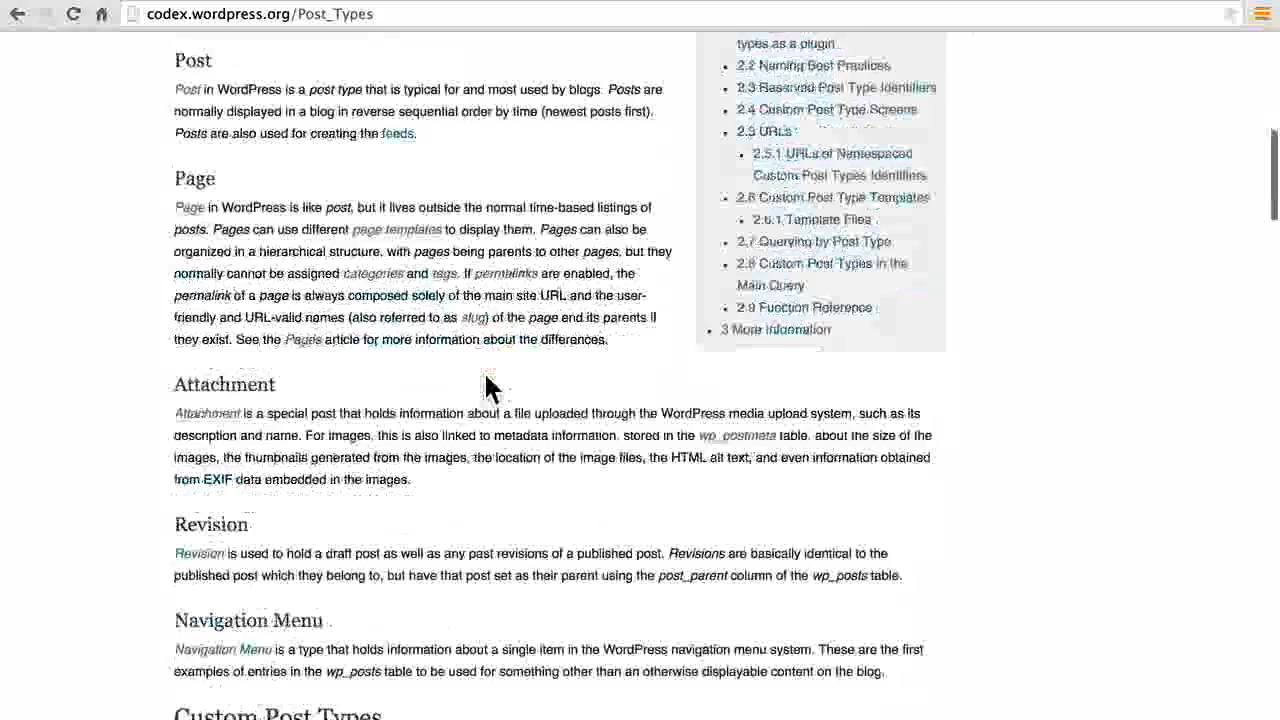 codex.wordpress.org/Post_Types
Post
Post in WordPress is a post type that is typical for and most used by blogs. Posts are
normally displayed in a blog in reverse sequential order by time (newest posts first).
Posts are also used for creating the feeds.
Page
Page in WordPress is like post, but it lives outside the normal time-based listings of
posts. Pages can use different page templates to display them. Pages can also be
organized in a hierarchical structure, with pages being parents to other pages, but they
normally cannot be assigned categories and tags. If permalinks are enabled, the
permalink of a page is always composed solely of the main site URL and the user-
friendly and URL-valid names (also referred to as slug) of the page and its parents if
they exist. See the Pages article for more information about the differences.
types as a plugin
2.2 Naming Best Practices
2.3 Reserved Post Type Identifiers
2.4 Custom Post Type Screens
2.5 URLs
2.5.1 URLs of Namespaced
Custom Post Types Identifiers
2.6 Custom Post Type Templates
2.6.1 Template Files
2.7 Querying by Post Type
2.8 Custom Post Types in the
Main Query
2.9 Function Reference
3 More Information
Attachment
Attachment is a special post that holds information about a file uploaded through the WordPress media upload system, such as its
description and name. For images, this is also linked to metadata information, stored in the wp_postmeta table, about the size of the
images, the thumbnails generated from the images, the location of the image files, the HTML alt text, and even information obtained
from EXIF data embedded in the images.
Revision
Revision is used to hold a draft post as well as any past revisions of a published post. Revisions are basically identical to the
published post which they belong to, but have that post set as their parent using the post_parent column of the wp_posts table.
Navigation Menu
Navigation Menu is a type that holds information about a single item in the WordPress navigation menu system. These are the first
examples of entries in the wp_posts table to be used for something other than an otherwise displayable content on the blog.
Custom Post Types